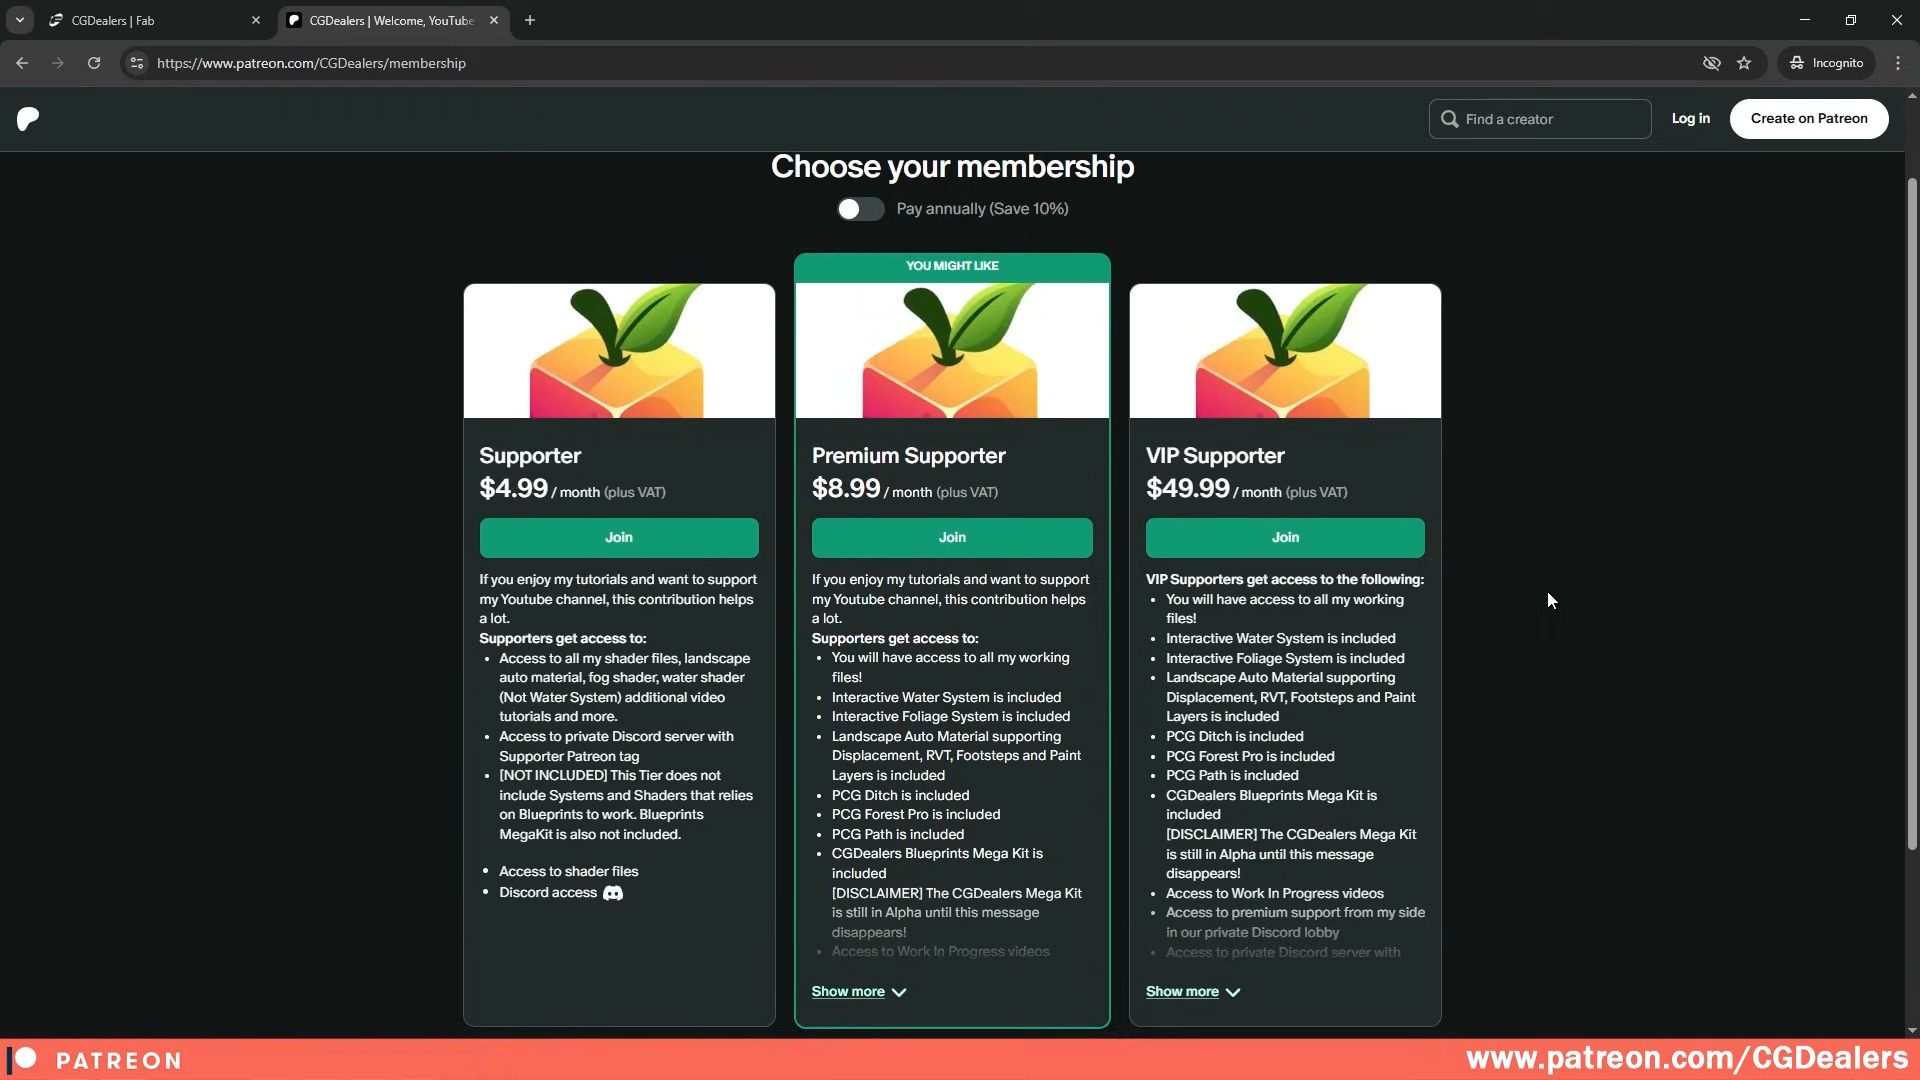 CGDealers | Fab
CGDealers | Welcome, YouTube
https://www.patreon.com/CGDealers/membership
Incognito
Find a creator
Log in
Create on Patreon
Choose your membership
Pay annually (Save 10%)
YOU MIGHT LIKE
Supporter
$4.99 / month (plus VAT)
Join
If you enjoy my tutorials and want to support
my Youtube channel, this contribution helps
a lot.
Supporters get access to:
• Access to all my shader files, landscape
auto material, fog shader, water shader
(Not Water System) additional video
tutorials and more.
• Access to private Discord server with
Supporter Patreon tag
• [NOT INCLUDED] This Tier does not
include Systems and Shaders that relies
on Blueprints to work. Blueprints
MegaKit is also not included.
• Access to shader files
• Discord access
Premium Supporter
$8.99 / month (plus VAT)
Join
If you enjoy my tutorials and want to support
my Youtube channel, this contribution helps
a lot.
Supporters get access to:
• You will have access to all my working
files!
• Interactive Water System is included
• Interactive Foliage System is included
• Landscape Auto Material supporting
Displacement, RVT, Footsteps and Paint
Layers is included
• PCG Ditch is included
• PCG Forest Pro is included
• PCG Path is included
• CGDealers Blueprints Mega Kit is
included
[DISCLAIMER] The CGDealers Mega Kit
is still in Alpha until this message
disappears!
• Access to Work In Progress videos
Show more
VIP Supporter
$49.99 / month (plus VAT)
Join
VIP Supporters get access to the following:
• You will have access to all my working
files!
• Interactive Water System is included
• Interactive Foliage System is included
• Landscape Auto Material supporting
Displacement, RVT, Footsteps and Paint
Layers is included
• PCG Ditch is included
• PCG Forest Pro is included
• PCG Path is included
• CGDealers Blueprints Mega Kit is
included
[DISCLAIMER] The CGDealers Mega Kit
is still in Alpha until this message
disappears!
• Access to Work In Progress videos
• Access to premium support from my side
in our private Discord lobby
• Access to private Discord server with
Show more
PATREON
www.patreon.com/CGDealers